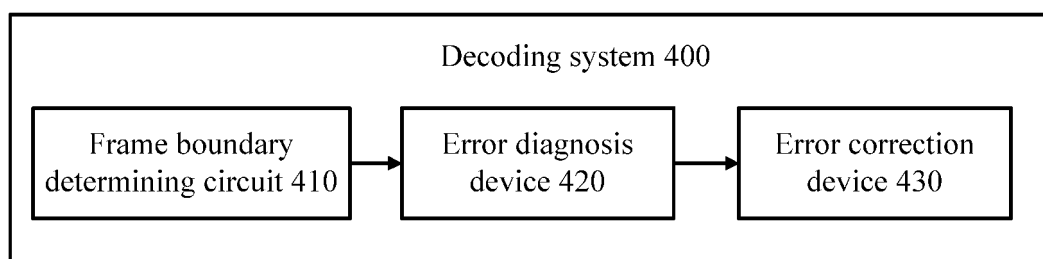 Decoding system 400
Frame boundary
determining circuit 410
Error diagnosis
device 420
Error correction
device 430